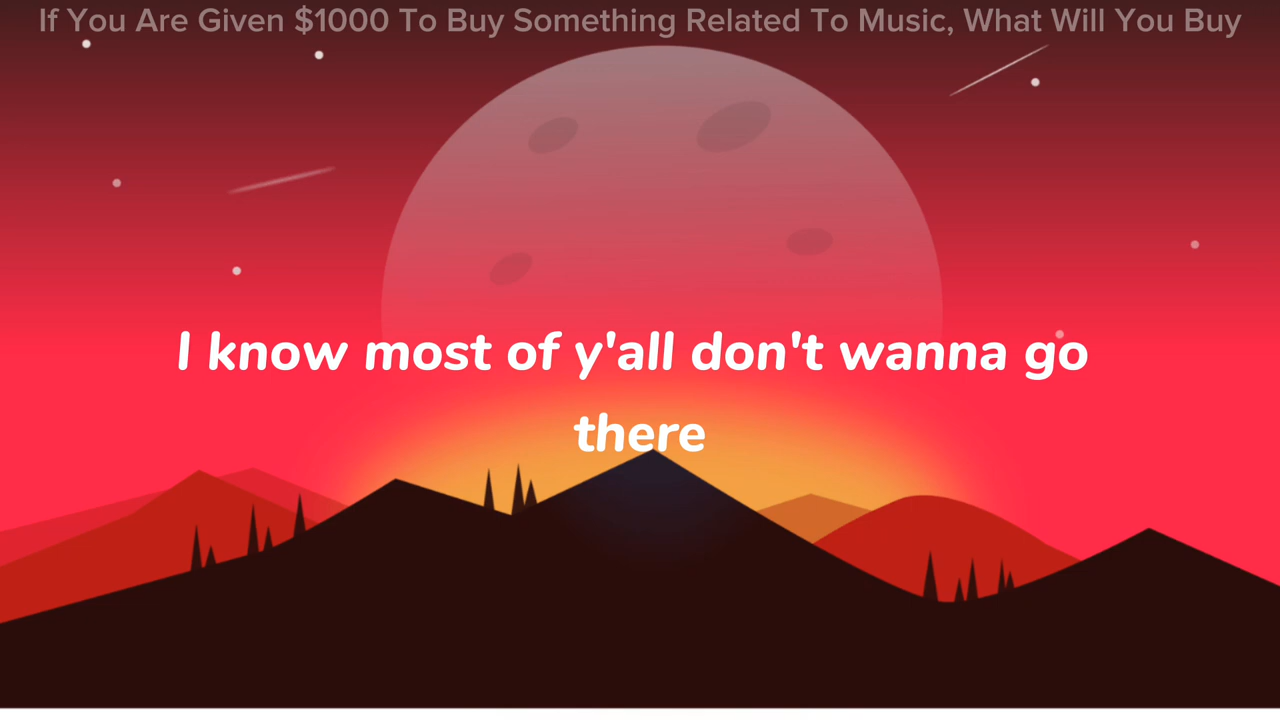 If You Are Given $1000 To Buy Something Related To Music, What Will You Buy
I know most of y'all don't wanna go
there